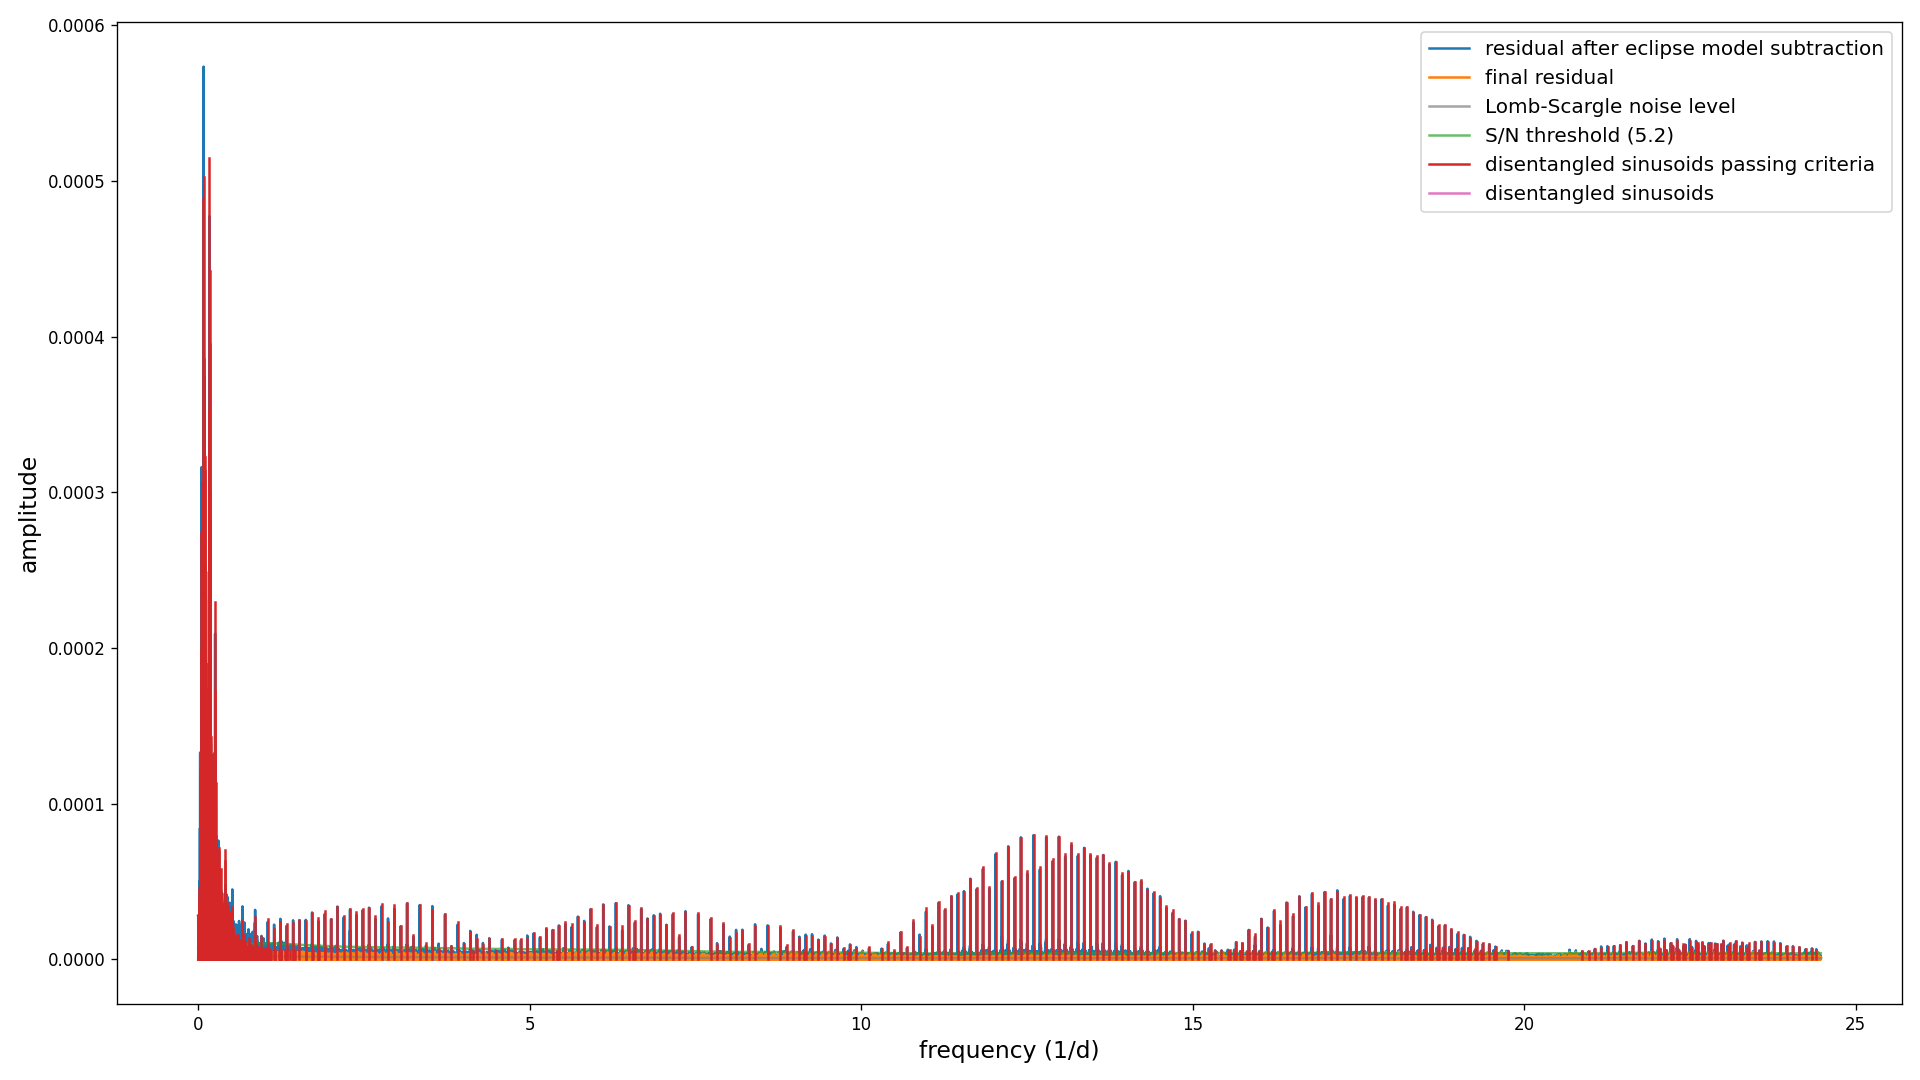 0.0006
0.0005
0.0004
0.0003
0.0002
0.0001
0.0000
amplitude
0 5 10 15 20 25
frequency (1/d)
residual after eclipse model subtraction
final residual
Lomb-Scargle noise level
S/N threshold (5.2)
disentangled sinusoids passing criteria
disentangled sinusoids